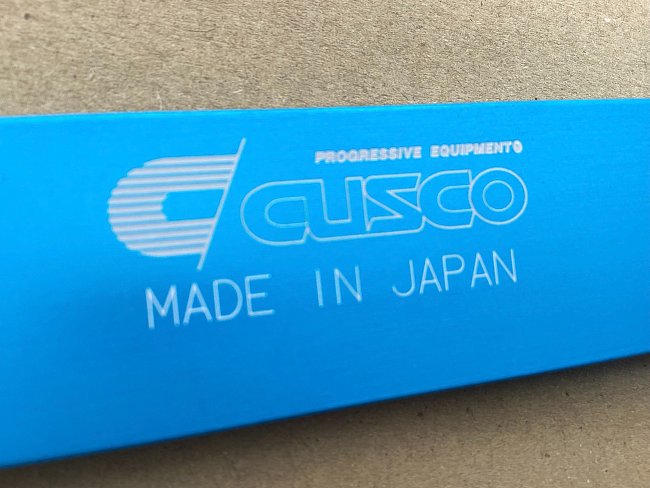 PROGRESSIVE EQUIPMENT®
CUSCO
MADE IN JAPAN